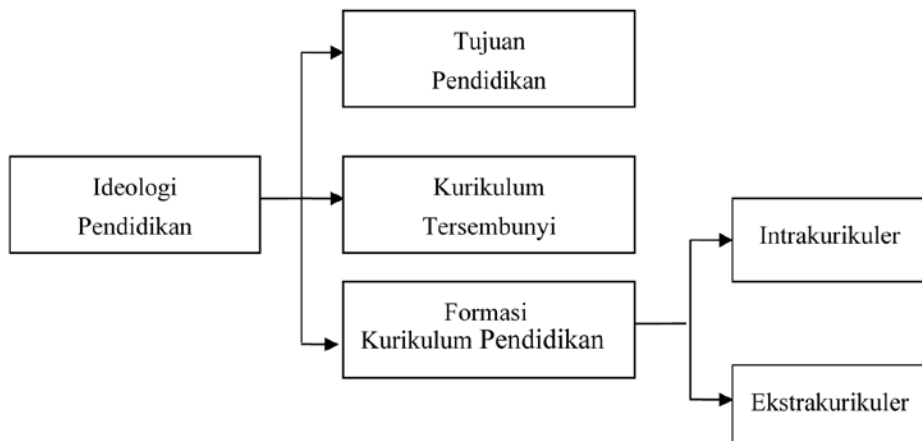 Tujuan
Pendidikan
Ideologi
Pendidikan
Kurikulum
Tersembunyi
Formasi
Kurikulum Pendidikan
Intrakurikuler
Ekstrakurikuler